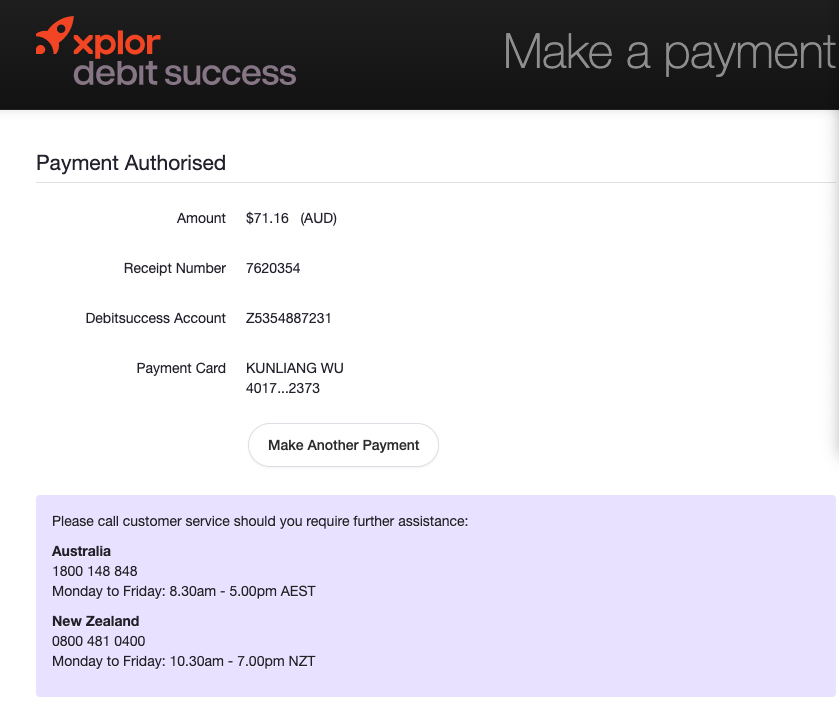 xplor
debit success
Make a payment
Payment Authorised
Amount $71.16 (AUD)
Receipt Number 7620354
Debitsuccess Account Z5354887231
Payment Card KUNLIANG WU
4017...2373
Make Another Payment
Please call customer service should you require further assistance:
Australia
1800 148 848
Monday to Friday: 8.30am - 5.00pm AEST
New Zealand
0800 481 0400
Monday to Friday: 10.30am - 7.00pm NZT